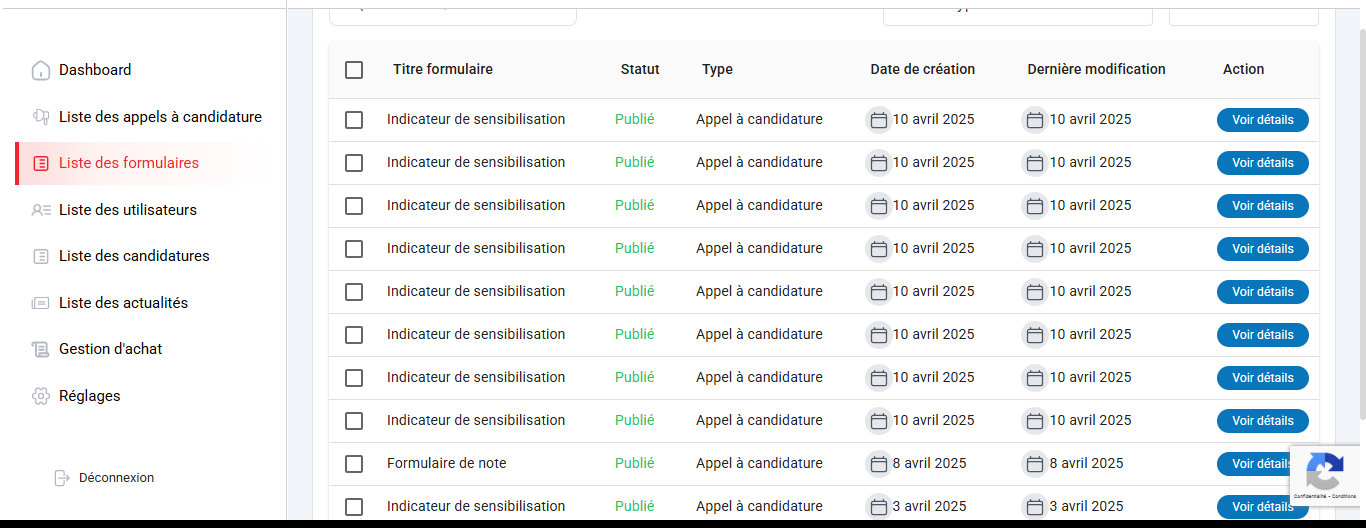 Dashboard
Liste des appels à candidature
Liste des formulaires
Liste des utilisateurs
Liste des candidatures
Liste des actualités
Gestion d'achat
Réglages
Déconnexion
Titre formulaire Statut Type Date de création Dernière modification Action
Indicateur de sensibilisation Publié Appel à candidature 10 avril 2025 10 avril 2025 Voir détails
Indicateur de sensibilisation Publié Appel à candidature 10 avril 2025 10 avril 2025 Voir détails
Indicateur de sensibilisation Publié Appel à candidature 10 avril 2025 10 avril 2025 Voir détails
Indicateur de sensibilisation Publié Appel à candidature 10 avril 2025 10 avril 2025 Voir détails
Indicateur de sensibilisation Publié Appel à candidature 10 avril 2025 10 avril 2025 Voir détails
Indicateur de sensibilisation Publié Appel à candidature 10 avril 2025 10 avril 2025 Voir détails
Indicateur de sensibilisation Publié Appel à candidature 10 avril 2025 10 avril 2025 Voir détails
Indicateur de sensibilisation Publié Appel à candidature 10 avril 2025 10 avril 2025 Voir détails
Formulaire de note Publié Appel à candidature 8 avril 2025 8 avril 2025 Voir détails
Indicateur de sensibilisation Publié Appel à candidature 3 avril 2025 3 avril 2025 Voir détails
Confidentialité - Conditions